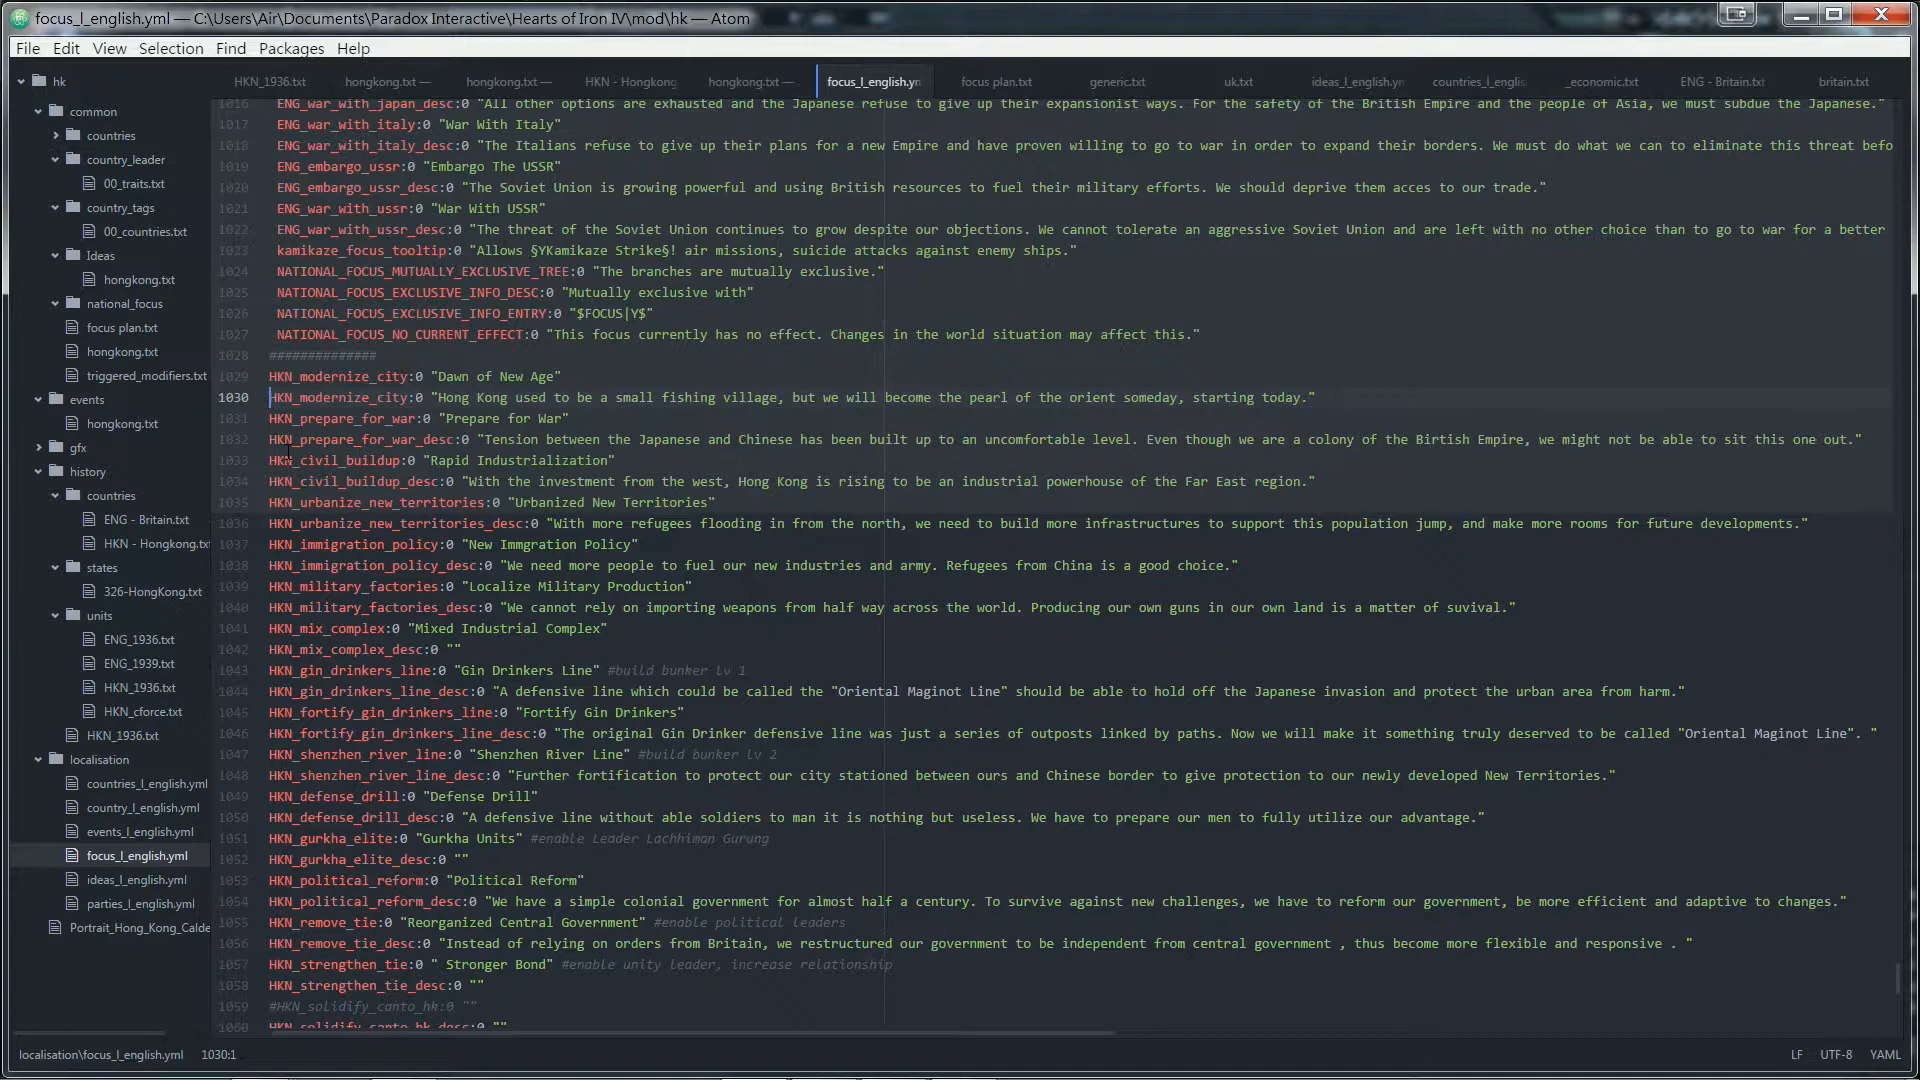 focus_l_english.yml — C:\Users\Air\Documents\Paradox Interactive\Hearts of Iron IV\mod\hk — Atom
File Edit View Selection Find Packages Help
hk
common
countries
country_leader
00_traits.txt
country_tags
00_countries.txt
Ideas
hongkong.txt
national_focus
focus plan.txt
hongkong.txt
triggered_modifiers.txt
events
hongkong.txt
gfx
history
countries
ENG - Britain.txt
HKN - Hongkong.txt
states
326-HongKong.txt
units
ENG_1936.txt
ENG_1939.txt
HKN_1936.txt
HKN_cforce.txt
HKN_1936.txt
localisation
countries_l_english.yml
country_l_english.yml
events_l_english.yml
focus_l_english.yml
ideas_l_english.yml
parties_l_english.yml
Portrait_Hong_Kong_Calde
HKN_1936.txt hongkong.txt — hongkong.txt — HKN - Hongkong hongkong.txt — focus_l_english.yn focus plan.txt generic.txt uk.txt ideas_l_english.yn countries_l_englis _economic.txt ENG - Britain.txt britain.txt
1016 ENG_war_with_japan_desc:0 "All other options are exhausted and the Japanese refuse to give up their expansionist ways. For the safety of the British Empire and the people of Asia, we must subdue the Japanese."
1017 ENG_war_with_italy:0 "War With Italy"
1018 ENG_war_with_italy_desc:0 "The Italians refuse to give up their plans for a new Empire and have proven willing to go to war in order to expand their borders. We must do what we can to eliminate this threat befo
1019 ENG_embargo_ussr:0 "Embargo The USSR"
1020 ENG_embargo_ussr_desc:0 "The Soviet Union is growing powerful and using British resources to fuel their military efforts. We should deprive them acces to our trade."
1021 ENG_war_with_ussr:0 "War With USSR"
1022 ENG_war_with_ussr_desc:0 "The threat of the Soviet Union continues to grow despite our objections. We cannot tolerate an aggressive Soviet Union and are left with no other choice than to go to war for a better
1023 kamikaze_focus_tooltip:0 "Allows §YKamikaze Strike§! air missions, suicide attacks against enemy ships."
1024 NATIONAL_FOCUS_MUTUALLY_EXCLUSIVE_TREE:0 "The branches are mutually exclusive."
1025 NATIONAL_FOCUS_EXCLUSIVE_INFO_DESC:0 "Mutually exclusive with"
1026 NATIONAL_FOCUS_EXCLUSIVE_INFO_ENTRY:0 "$FOCUS|Y$"
1027 NATIONAL_FOCUS_NO_CURRENT_EFFECT:0 "This focus currently has no effect. Changes in the world situation may affect this."
1028 ##############
1029 HKN_modernize_city:0 "Dawn of New Age"
1030 HKN_modernize_city:0 "Hong Kong used to be a small fishing village, but we will become the pearl of the orient someday, starting today."
1031 HKN_prepare_for_war:0 "Prepare for War"
1032 HKN_prepare_for_war_desc:0 "Tension between the Japanese and Chinese has been built up to an uncomfortable level. Even though we are a colony of the Birtish Empire, we might not be able to sit this one out."
1033 HKN_civil_buildup:0 "Rapid Industrialization"
1034 HKN_civil_buildup_desc:0 "With the investment from the west, Hong Kong is rising to be an industrial powerhouse of the Far East region."
1035 HKN_urbanize_new_territories:0 "Urbanized New Territories"
1036 HKN_urbanize_new_territories_desc:0 "With more refugees flooding in from the north, we need to build more infrastructures to support this population jump, and make more rooms for future developments."
1037 HKN_immigration_policy:0 "New Immgration Policy"
1038 HKN_immigration_policy_desc:0 "We need more people to fuel our new industries and army. Refugees from China is a good choice."
1039 HKN_military_factories:0 "Localize Military Production"
1040 HKN_military_factories_desc:0 "We cannot rely on importing weapons from half way across the world. Producing our own guns in our own land is a matter of suvival."
1041 HKN_mix_complex:0 "Mixed Industrial Complex"
1042 HKN_mix_complex_desc:0 ""
1043 HKN_gin_drinkers_line:0 "Gin Drinkers Line" #build bunker lv 1
1044 HKN_gin_drinkers_line_desc:0 "A defensive line which could be called the "Oriental Maginot Line" should be able to hold off the Japanese invasion and protect the urban area from harm."
1045 HKN_fortify_gin_drinkers_line:0 "Fortify Gin Drinkers"
1046 HKN_fortify_gin_drinkers_line_desc:0 "The original Gin Drinker defensive line was just a series of outposts linked by paths. Now we will make it something truly deserved to be called "Oriental Maginot Line". "
1047 HKN_shenzhen_river_line:0 "Shenzhen River Line" #build bunker lv 2
1048 HKN_shenzhen_river_line_desc:0 "Further fortification to protect our city stationed between ours and Chinese border to give protection to our newly developed New Territories."
1049 HKN_defense_drill:0 "Defense Drill"
1050 HKN_defense_drill_desc:0 "A defensive line without able soldiers to man it is nothing but useless. We have to prepare our men to fully utilize our advantage."
1051 HKN_gurkha_elite:0 "Gurkha Units" #enable Leader Lachhiman Gurung
1052 HKN_gurkha_elite_desc:0 ""
1053 HKN_political_reform:0 "Political Reform"
1054 HKN_political_reform_desc:0 "We have a simple colonial government for almost half a century. To survive against new challenges, we have to reform our government, be more efficient and adaptive to changes."
1055 HKN_remove_tie:0 "Reorganized Central Government" #enable political leaders
1056 HKN_remove_tie_desc:0 "Instead of relying on orders from Britain, we restructured our government to be independent from central government , thus become more flexible and responsive . "
1057 HKN_strengthen_tie:0 " Stronger Bond" #enable unity leader, increase relationship
1058 HKN_strengthen_tie_desc:0 ""
1059 #HKN_solidify_canto_hk:0 ""
1060 HKN_solidify_canto_hk_desc:0 ""
localisation\focus_l_english.yml 1030:1 LF UTF-8 YAML